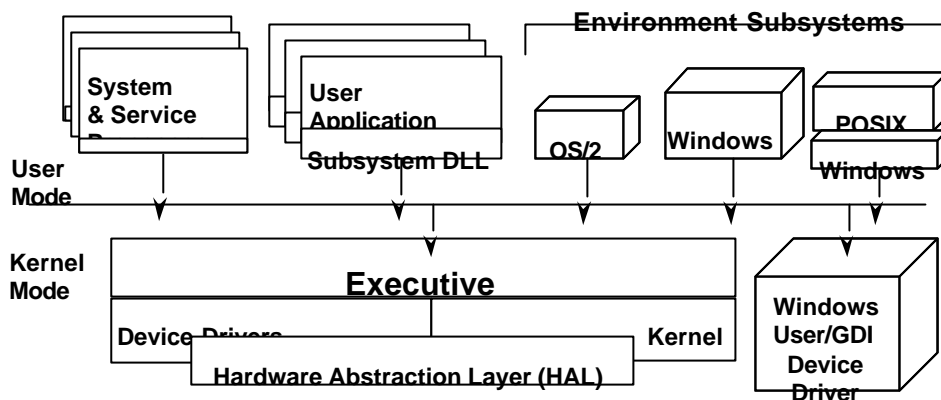 Environment Subsystems
System
& Service
User
Application
Subsystem DLL
OS/2
Windows
POSIX
Windows
User
Mode
Kernel
Mode
Executive
Device Drivers
Kernel
Hardware Abstraction Layer (HAL)
Windows
User/GDI
Device
Driver